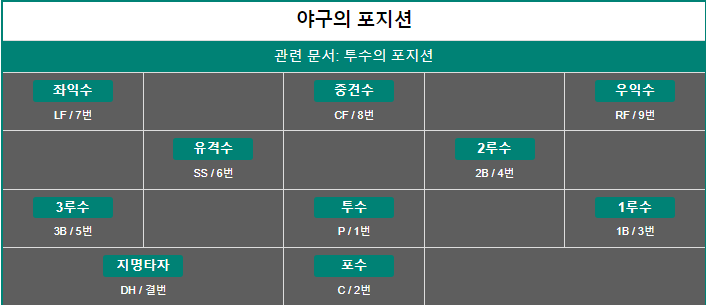 야구의 포지션
관련 문서: 투수의 포지션
좌익수 중견수 우익수
LF / 7번 CF / 8번 RF / 9번
유격수 2루수
SS / 6번 2B / 4번
3루수 투수 1루수
3B / 5번 P / 1번 1B / 3번
지명타자 포수
DH / 결번 C / 2번